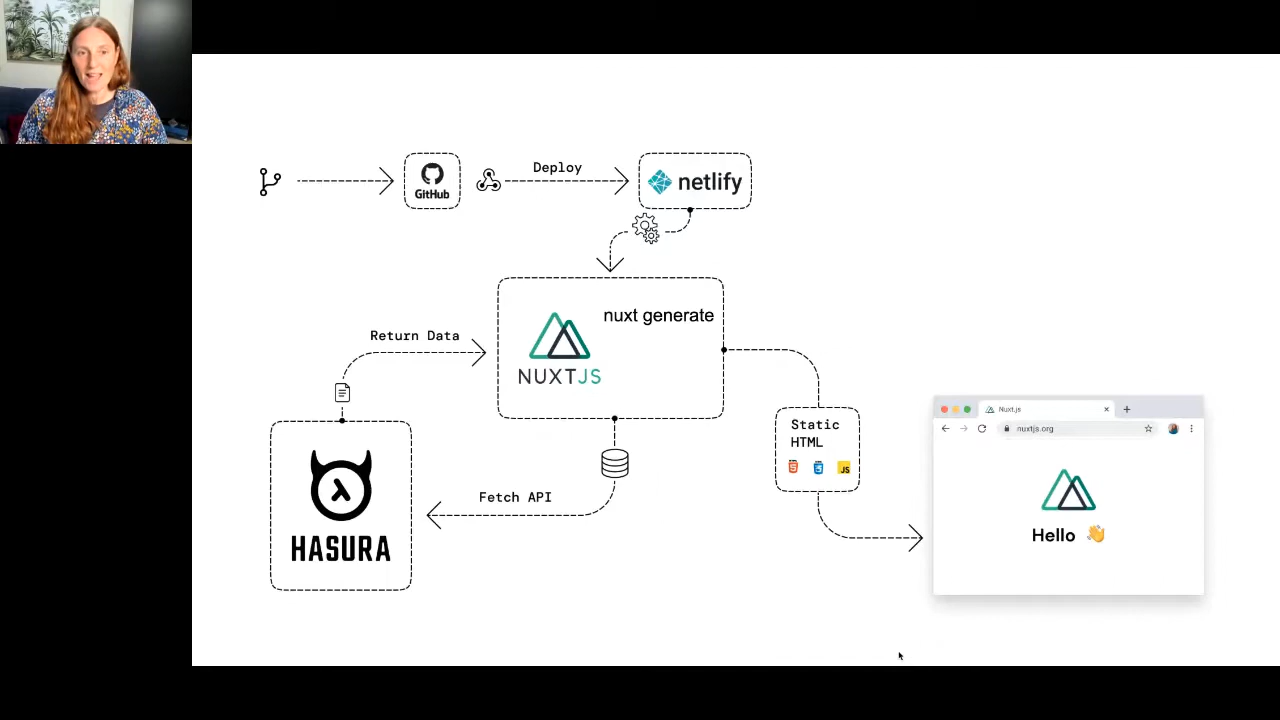 GitHub
Deploy
netlify
nuxt generate
NUXTJS
Return Data
Fetch API
HASURA
Static
HTML
JS
Nuxt.js
nuxtjs.org
Hello 👋